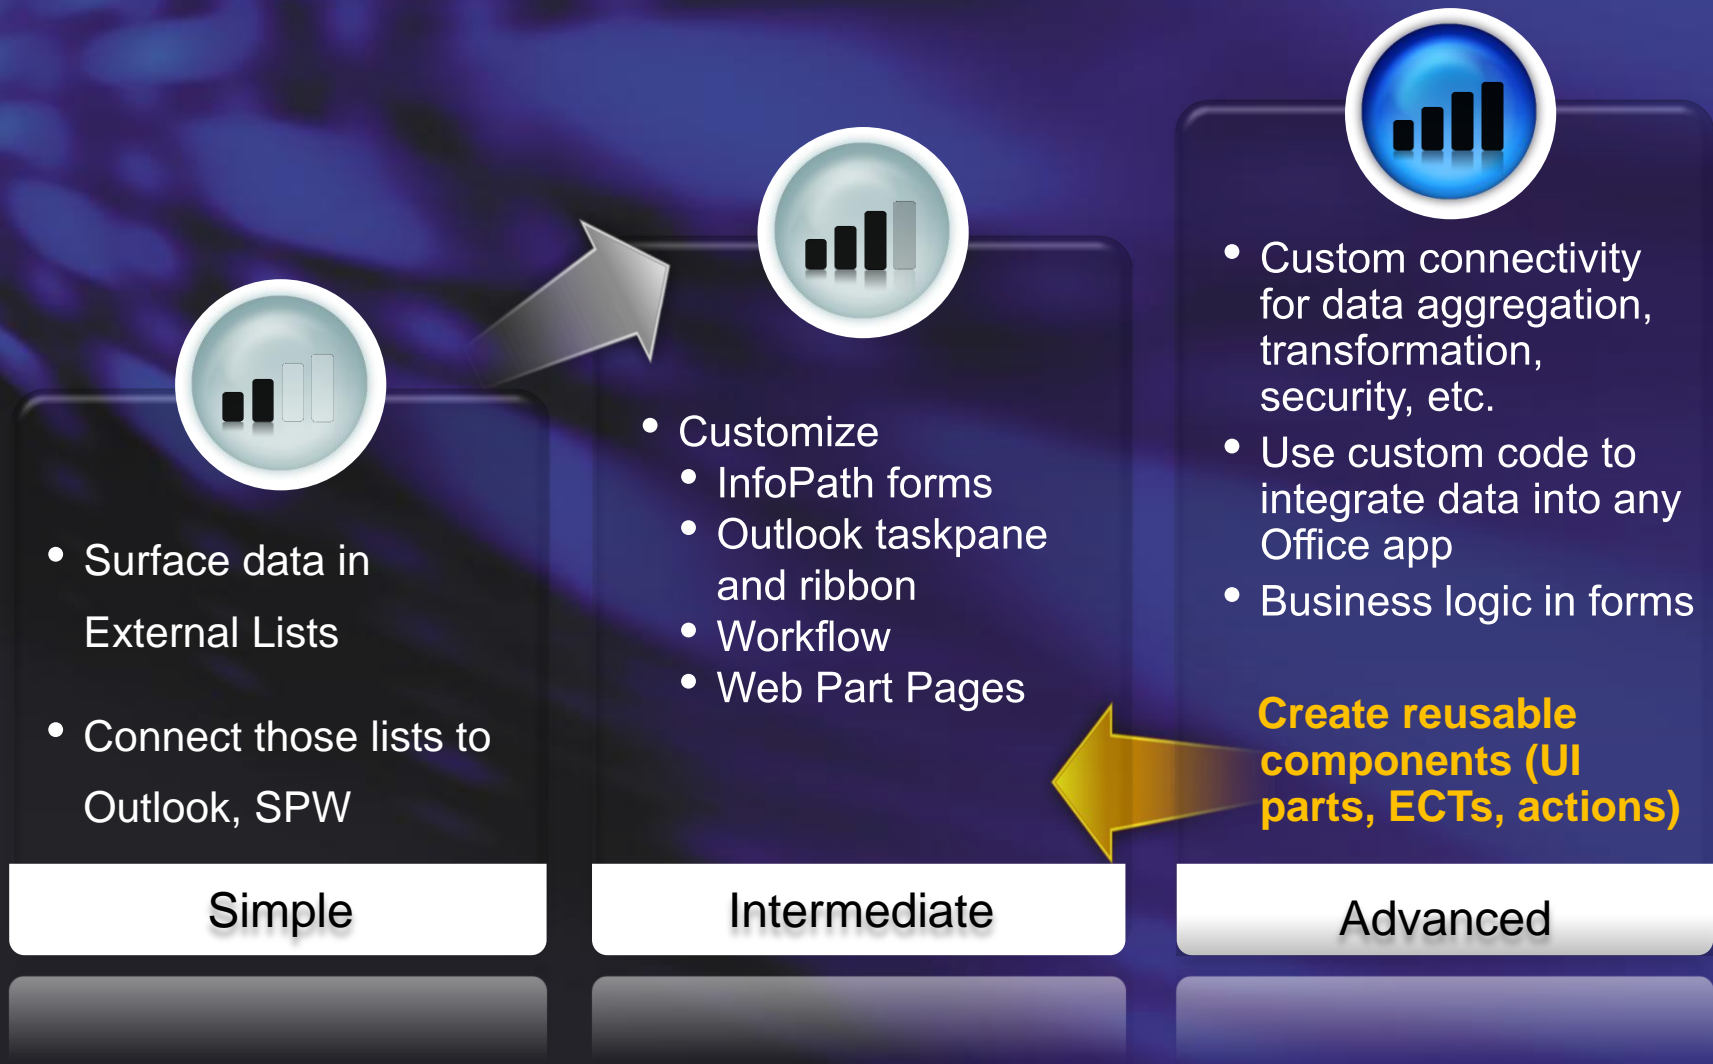 • Surface data in
External Lists
• Connect those lists to
Outlook, SPW
Simple
• Customize
• InfoPath forms
• Outlook taskpane
and ribbon
• Workflow
• Web Part Pages
Intermediate
• Custom connectivity
for data aggregation,
transformation,
security, etc.
• Use custom code to
integrate data into any
Office app
• Business logic in forms
Create reusable
components (UI
parts, ECTs, actions)
Advanced